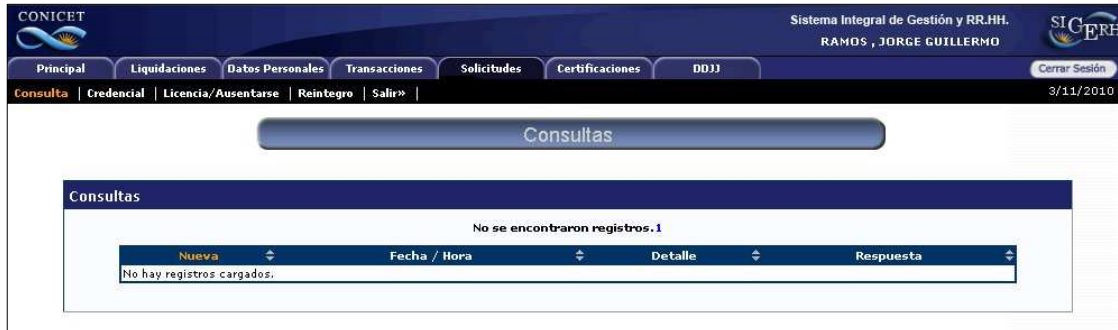 CONICET
Sistema Integral de Gestión y RR.HH.
RAMOS , JORGE GUILLERMO
SIGERH
Principal Liquidaciones Datos Personales Transacciones Solicitudes Certificaciones DDJJ Cerrar Sesión
Consulta | Credencial | Licencia/Ausentarse | Reintegro | Salir» | 3/11/2010
Consultas
Consultas
No se encontraron registros.1
Nueva Fecha / Hora Detalle Respuesta
No hay registros cargados.